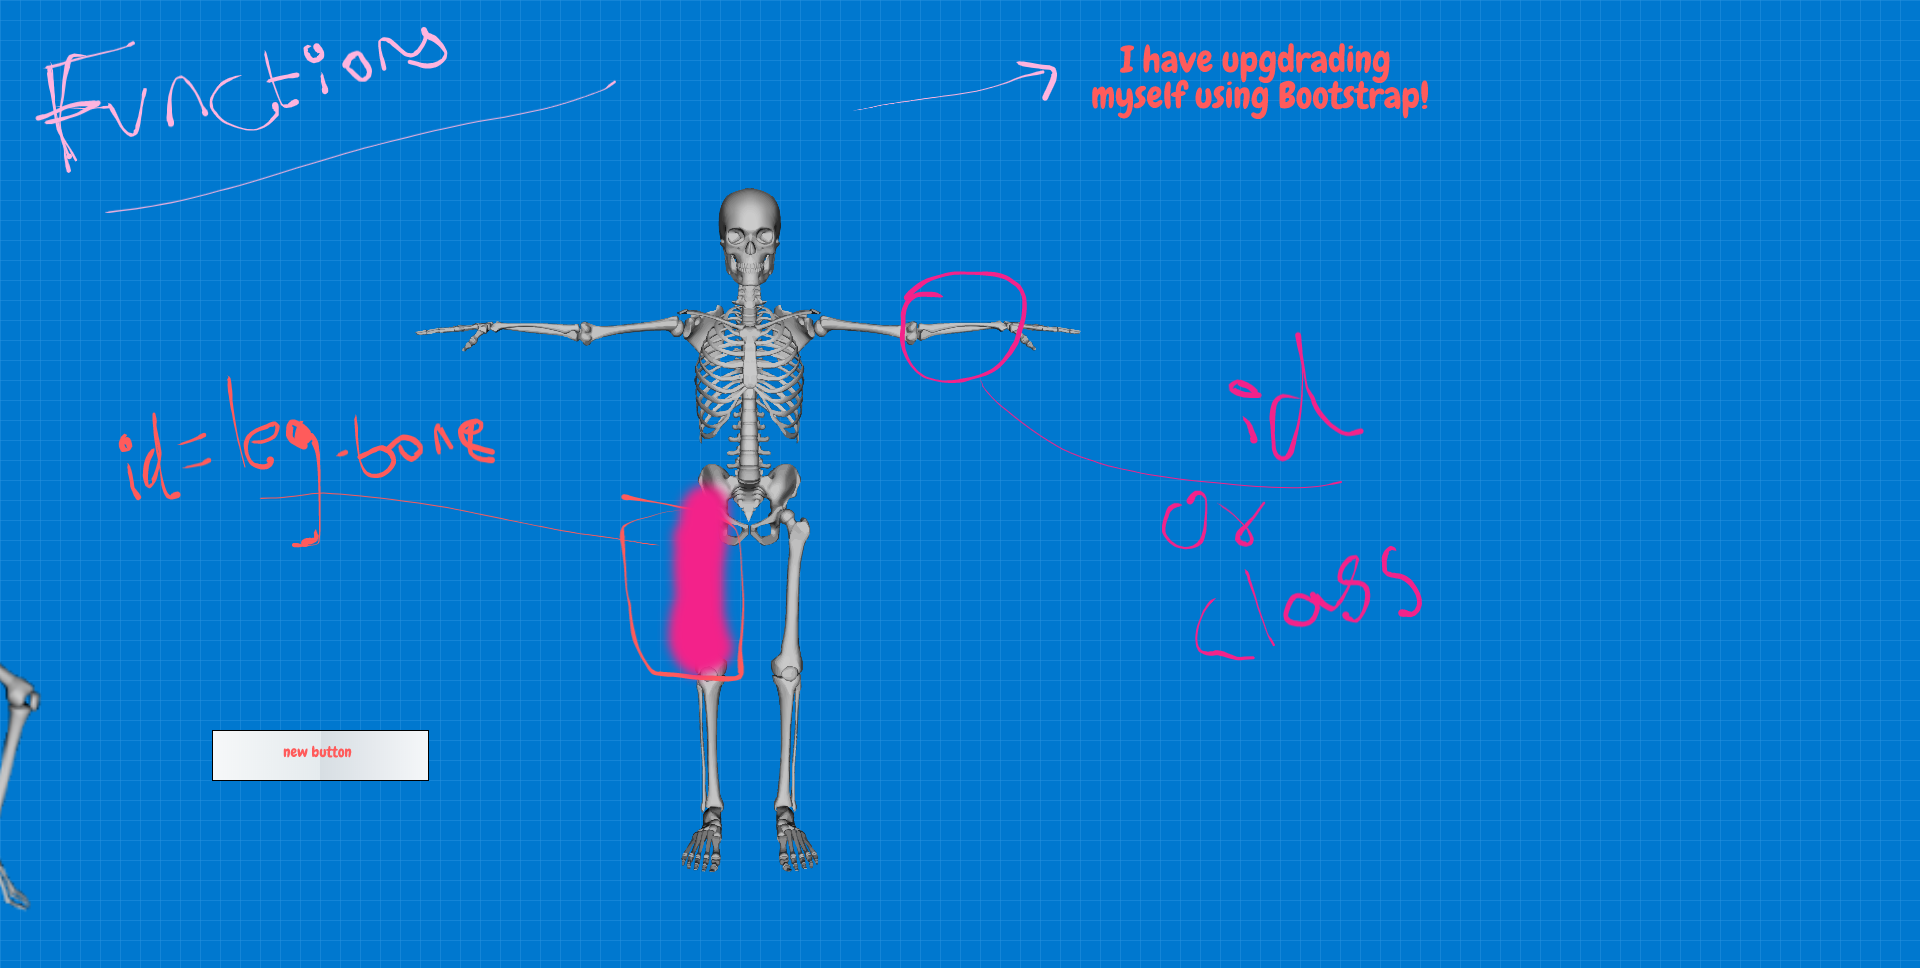 Functions
I have upgdrading
myself using Bootstrap!
id=leg-bone
id
or
class
new button